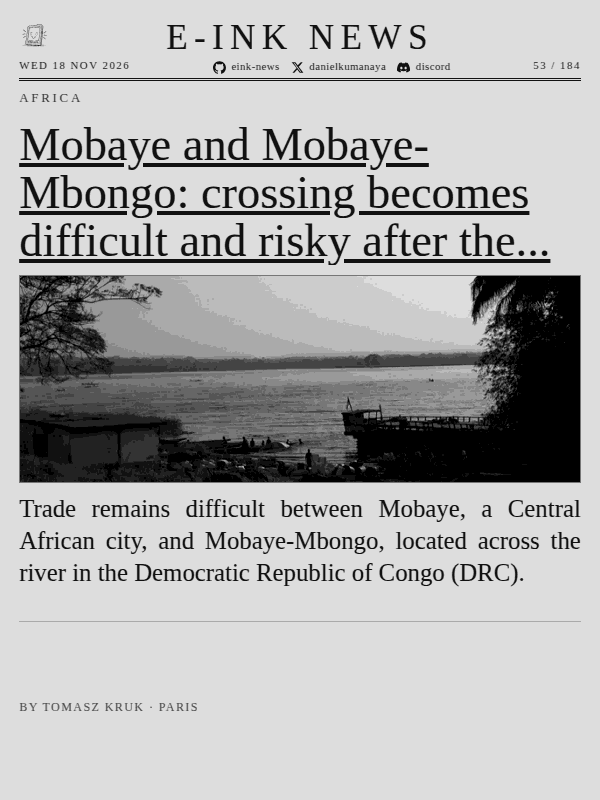 E-INK NEWS
WED 18 NOV 2026
eink-news
danielkumanaya
discord
53 / 184
AFRICA
Mobaye and Mobaye-
Mbongo: crossing becomes
difficult and risky after the...
Trade remains difficult between Mobaye, a Central
African city, and Mobaye-Mbongo, located across the
river in the Democratic Republic of Congo (DRC).
BY TOMASZ KRUK · PARIS